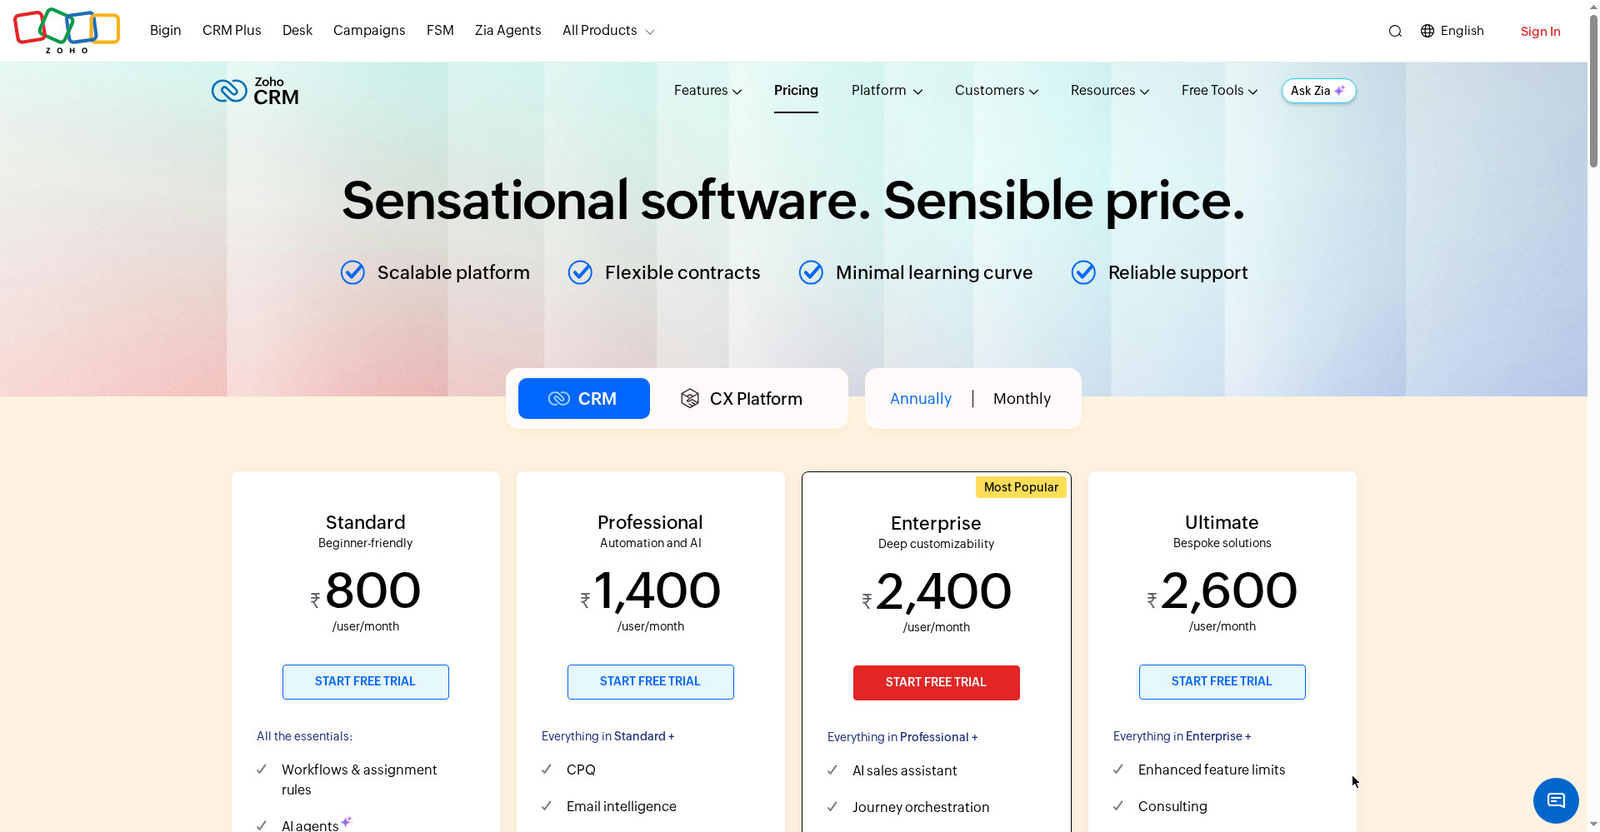 ZOHO
Bigin CRM Plus Desk Campaigns FSM Zia Agents All Products
English Sign In
Zoho
CRM
Features Pricing Platform Customers Resources Free Tools Ask Zia
Sensational software. Sensible price.
Scalable platform Flexible contracts Minimal learning curve Reliable support
CRM CX Platform Annually | Monthly
Most Popular
Standard
Beginner-friendly
₹800
/user/month
START FREE TRIAL
All the essentials:
Workflows & assignment
rules
AI agents
Professional
Automation and AI
₹1,400
/user/month
START FREE TRIAL
Everything in Standard +
CPQ
Email intelligence
Enterprise
Deep customizability
₹2,400
/user/month
START FREE TRIAL
Everything in Professional +
AI sales assistant
Journey orchestration
Ultimate
Bespoke solutions
₹2,600
/user/month
START FREE TRIAL
Everything in Enterprise +
Enhanced feature limits
Consulting